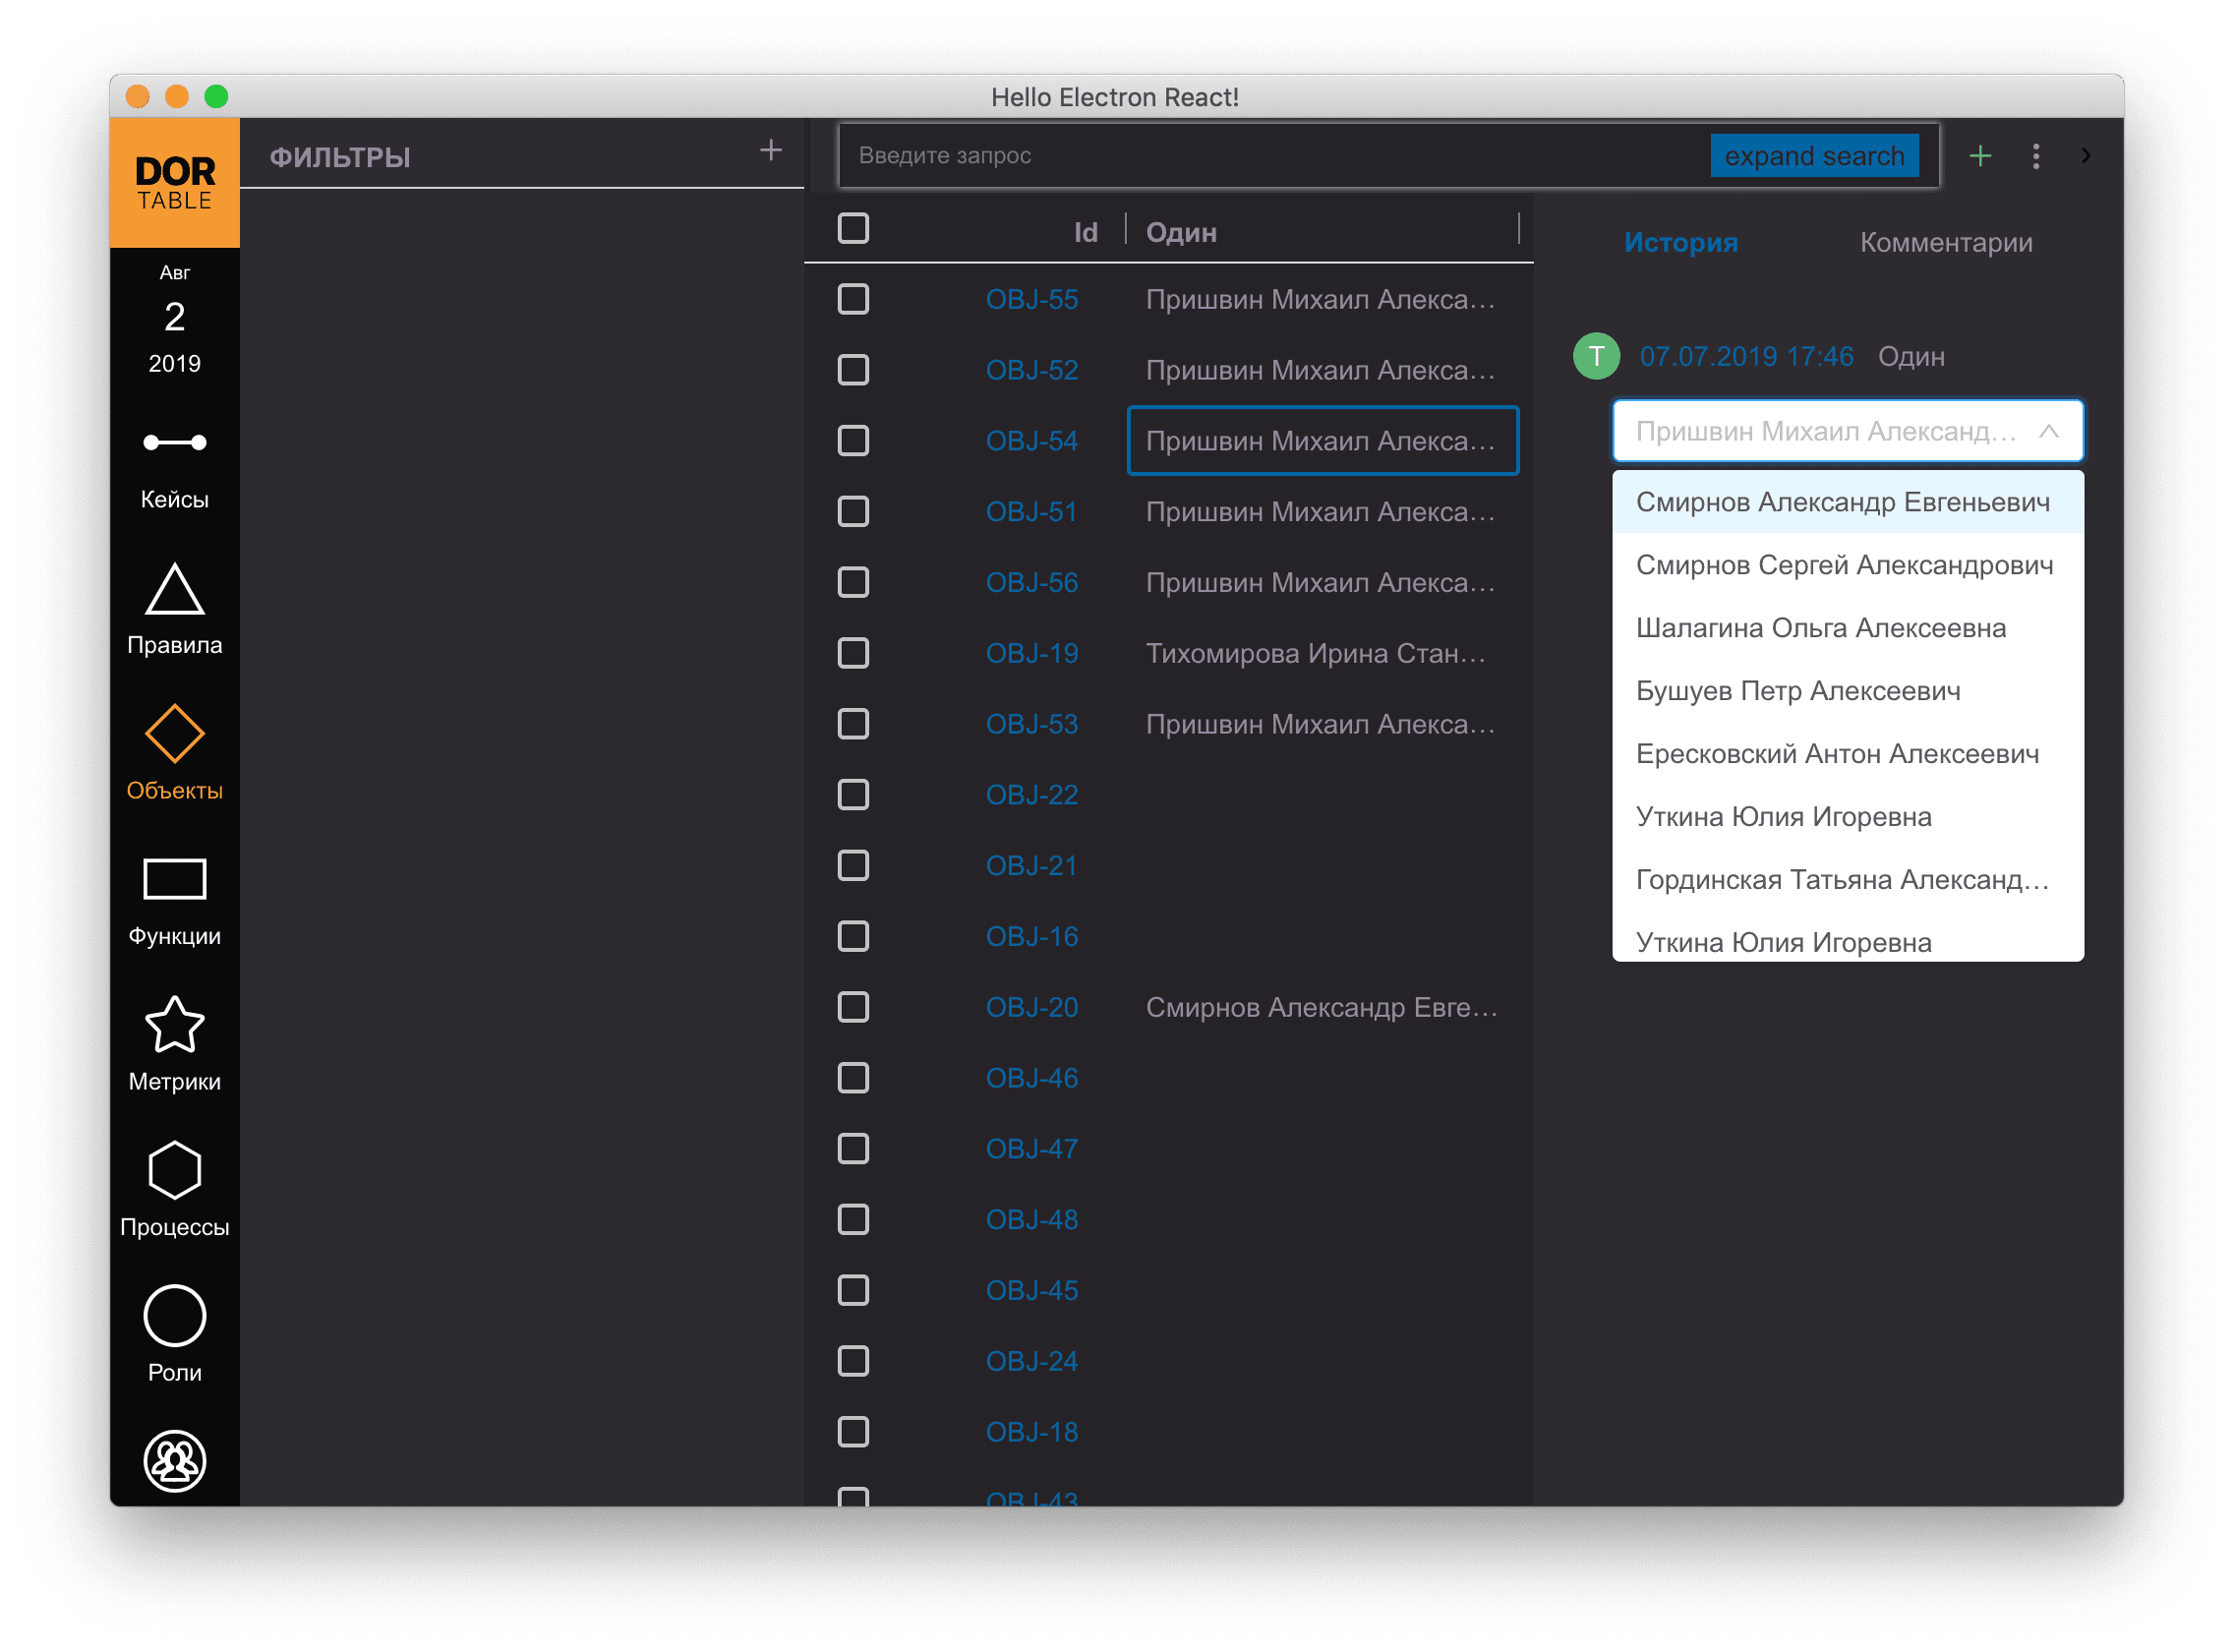 Hello Electron React!
DOR
TABLE
Авг
2
2019
Кейсы
Правила
Объекты
Функции
Метрики
Процессы
Роли
ФИЛЬТРЫ +
Введите запрос expand search
Id Один
OBJ-55 Пришвин Михаил Алекса...
OBJ-52 Пришвин Михаил Алекса...
OBJ-54 Пришвин Михаил Алекса...
OBJ-51 Пришвин Михаил Алекса...
OBJ-56 Пришвин Михаил Алекса...
OBJ-19 Тихомирова Ирина Стан...
OBJ-53 Пришвин Михаил Алекса...
OBJ-22
OBJ-21
OBJ-16
OBJ-20 Смирнов Александр Евге...
OBJ-46
OBJ-47
OBJ-48
OBJ-45
OBJ-24
OBJ-18
OBJ-43
История Комментарии
T 07.07.2019 17:46 Один
Пришвин Михаил Александ...
Смирнов Александр Евгеньевич
Смирнов Сергей Александрович
Шалагина Ольга Алексеевна
Бушуев Петр Алексеевич
Ересковский Антон Алексеевич
Уткина Юлия Игоревна
Гординская Татьяна Александ...
Уткина Юлия Игоревна